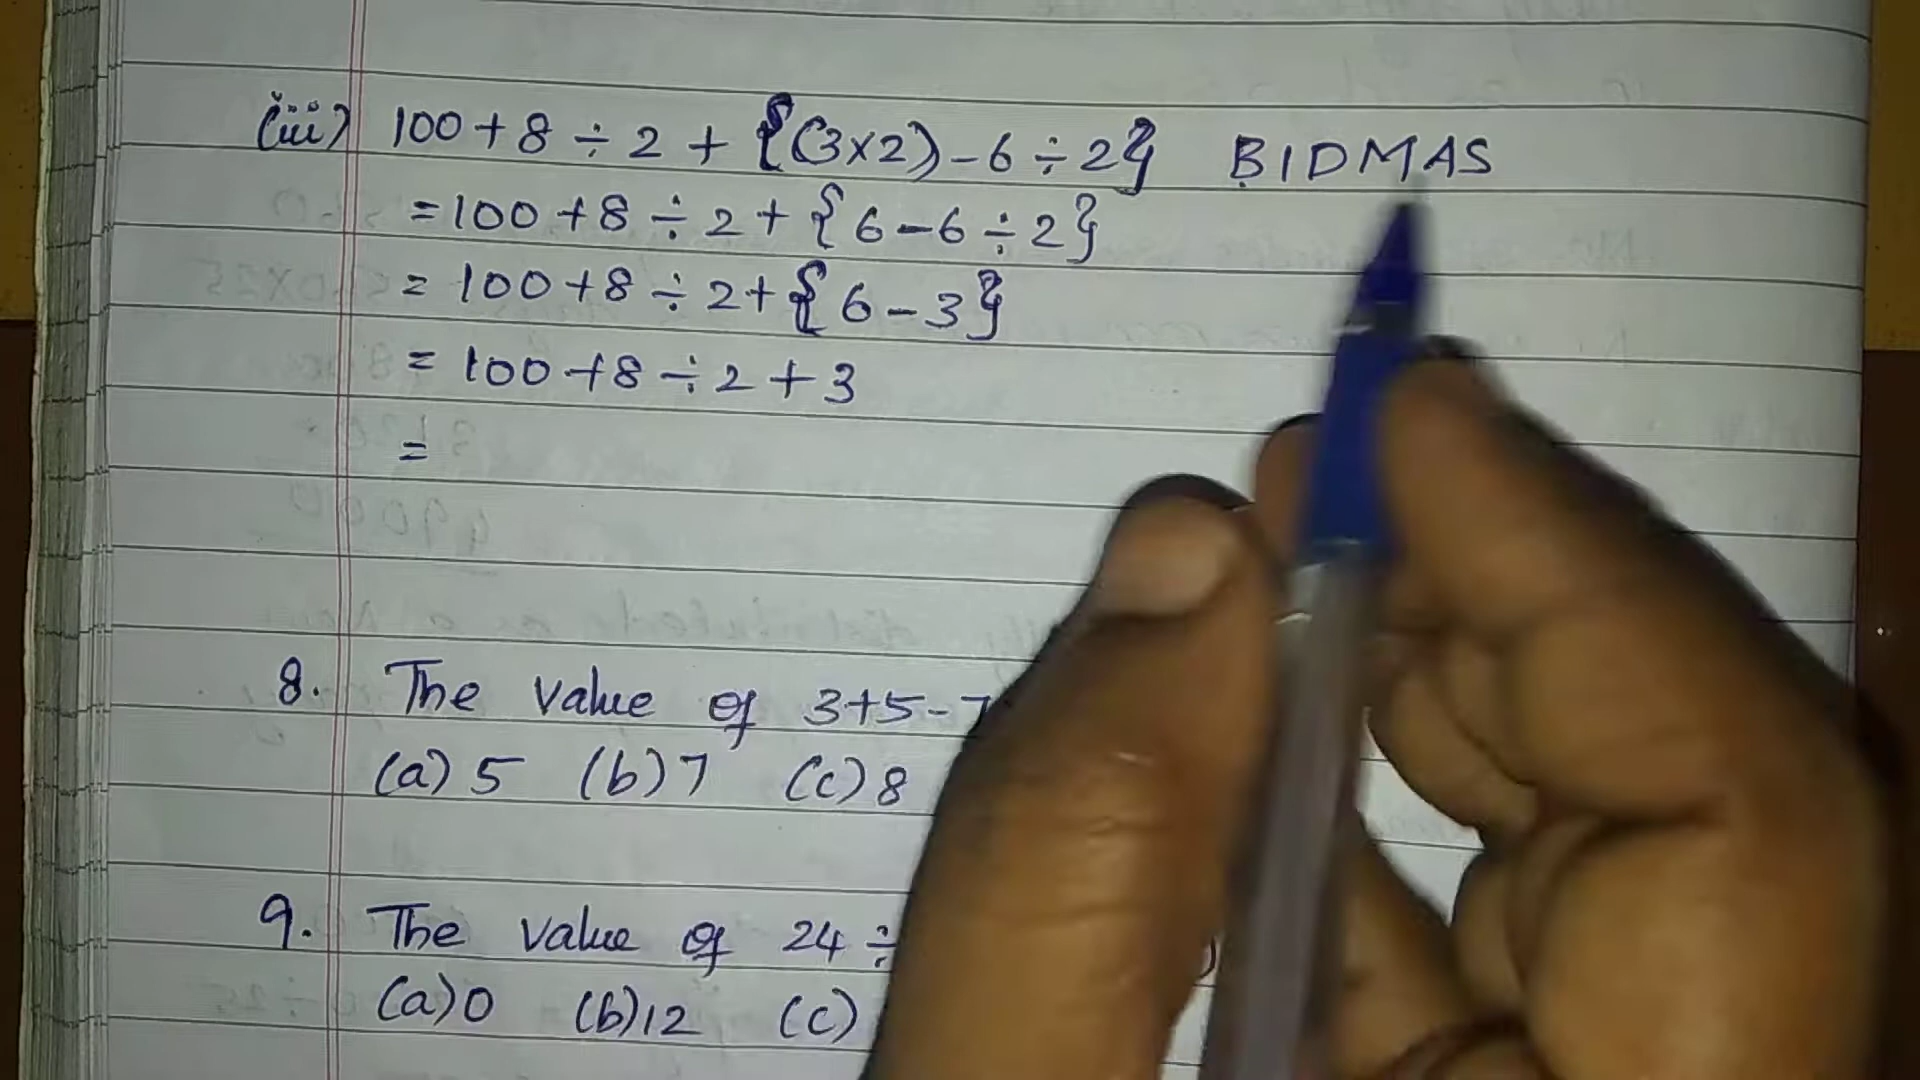 (iii) 100 + 8 ÷ 2 + {(3×2) - 6 ÷ 2} BIDMAS
= 100 + 8 ÷ 2 + {6 - 6 ÷ 2}
= 100 + 8 ÷ 2 + {6 - 3}
= 100 + 8 ÷ 2 + 3
=
8. The value of 3+5-7
(a) 5 (b) 7 (c) 8
9. The value of 24 ÷
(a) 0 (b) 12 (c)